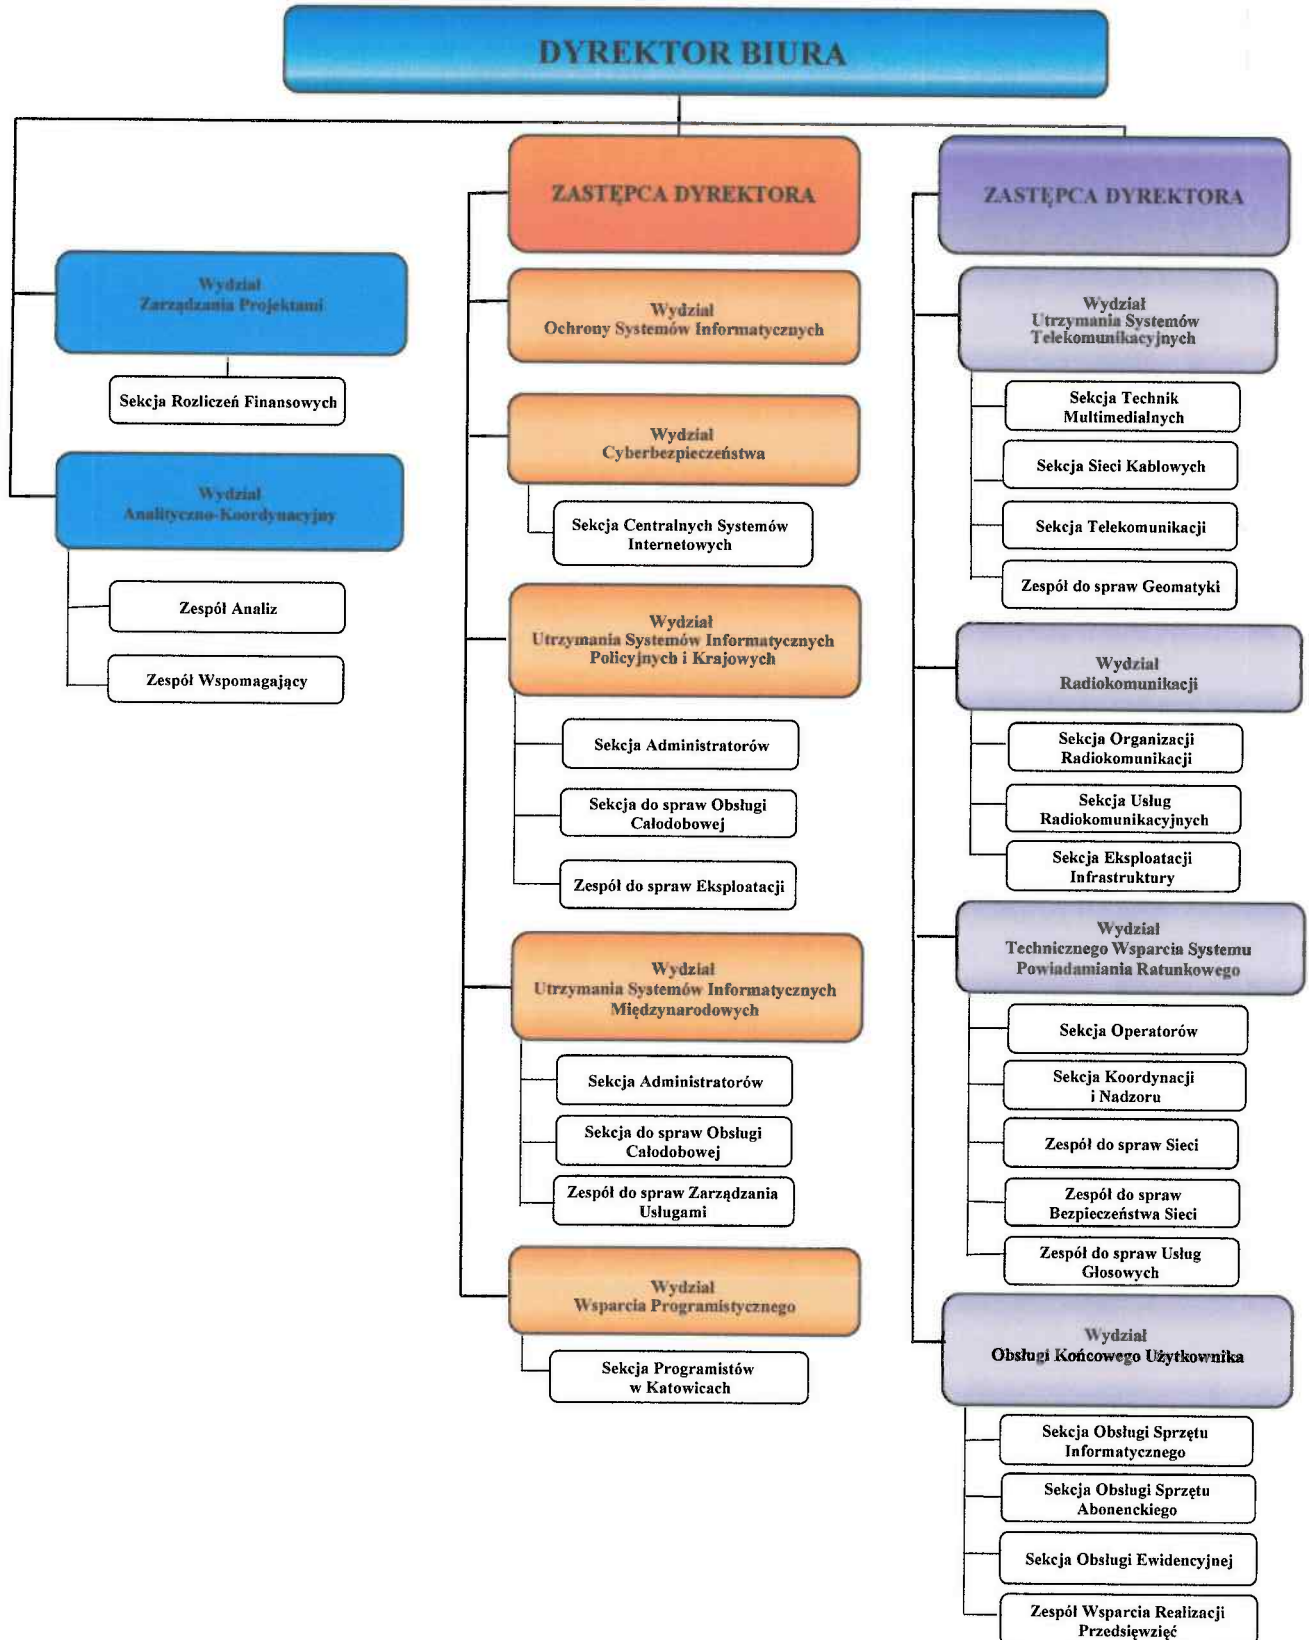 DYREKTOR BIURA
Wydział
Zarządzania Projektami
Sekcja Rozliczeń Finansowych
Wydział
Analityczno-Koordynacyjny
Zespół Analiz
Zespół Wspomagający
ZASTĘPCA DYREKTORA
Wydział
Ochrony Systemów Informatycznych
Wydział
Cyberbezpieczeństwa
Sekcja Centralnych Systemów
Internetowych
Wydział
Utrzymania Systemów Informatycznych
Policyjnych i Krajowych
Sekcja Administratorów
Sekcja do spraw Obsługi
Całodobowej
Zespół do spraw Eksploatacji
Wydział
Utrzymania Systemów Informatycznych
Międzynarodowych
Sekcja Administratorów
Sekcja do spraw Obsługi
Całodobowej
Zespół do spraw Zarządzania
Usługami
Wydział
Wsparcia Programistycznego
Sekcja Programistów
w Katowicach
ZASTĘPCA DYREKTORA
Wydział
Utrzymania Systemów
Telekomunikacyjnych
Sekcja Technik
Multimedialnych
Sekcja Sieci Kablowych
Sekcja Telekomunikacji
Zespół do spraw Geomatyki
Wydział
Radiokomunikacji
Sekcja Organizacji
Radiokomunikacji
Sekcja Usług
Radiokomunikacyjnych
Sekcja Eksploatacji
Infrastruktury
Wydział
Technicznego Wsparcia Systemu
Powiadamiania Ratunkowego
Sekcja Operatorów
Sekcja Koordynacji
i Nadzoru
Zespół do spraw Sieci
Zespół do spraw
Bezpieczeństwa Sieci
Zespół do spraw Usług
Głosowych
Wydział
Obsługi Końcowego Użytkownika
Sekcja Obsługi Sprzętu
Informatycznego
Sekcja Obsługi Sprzętu
Abonenckiego
Sekcja Obsługi Ewidencyjnej
Zespół Wsparcia Realizacji
Przedsięwzięć